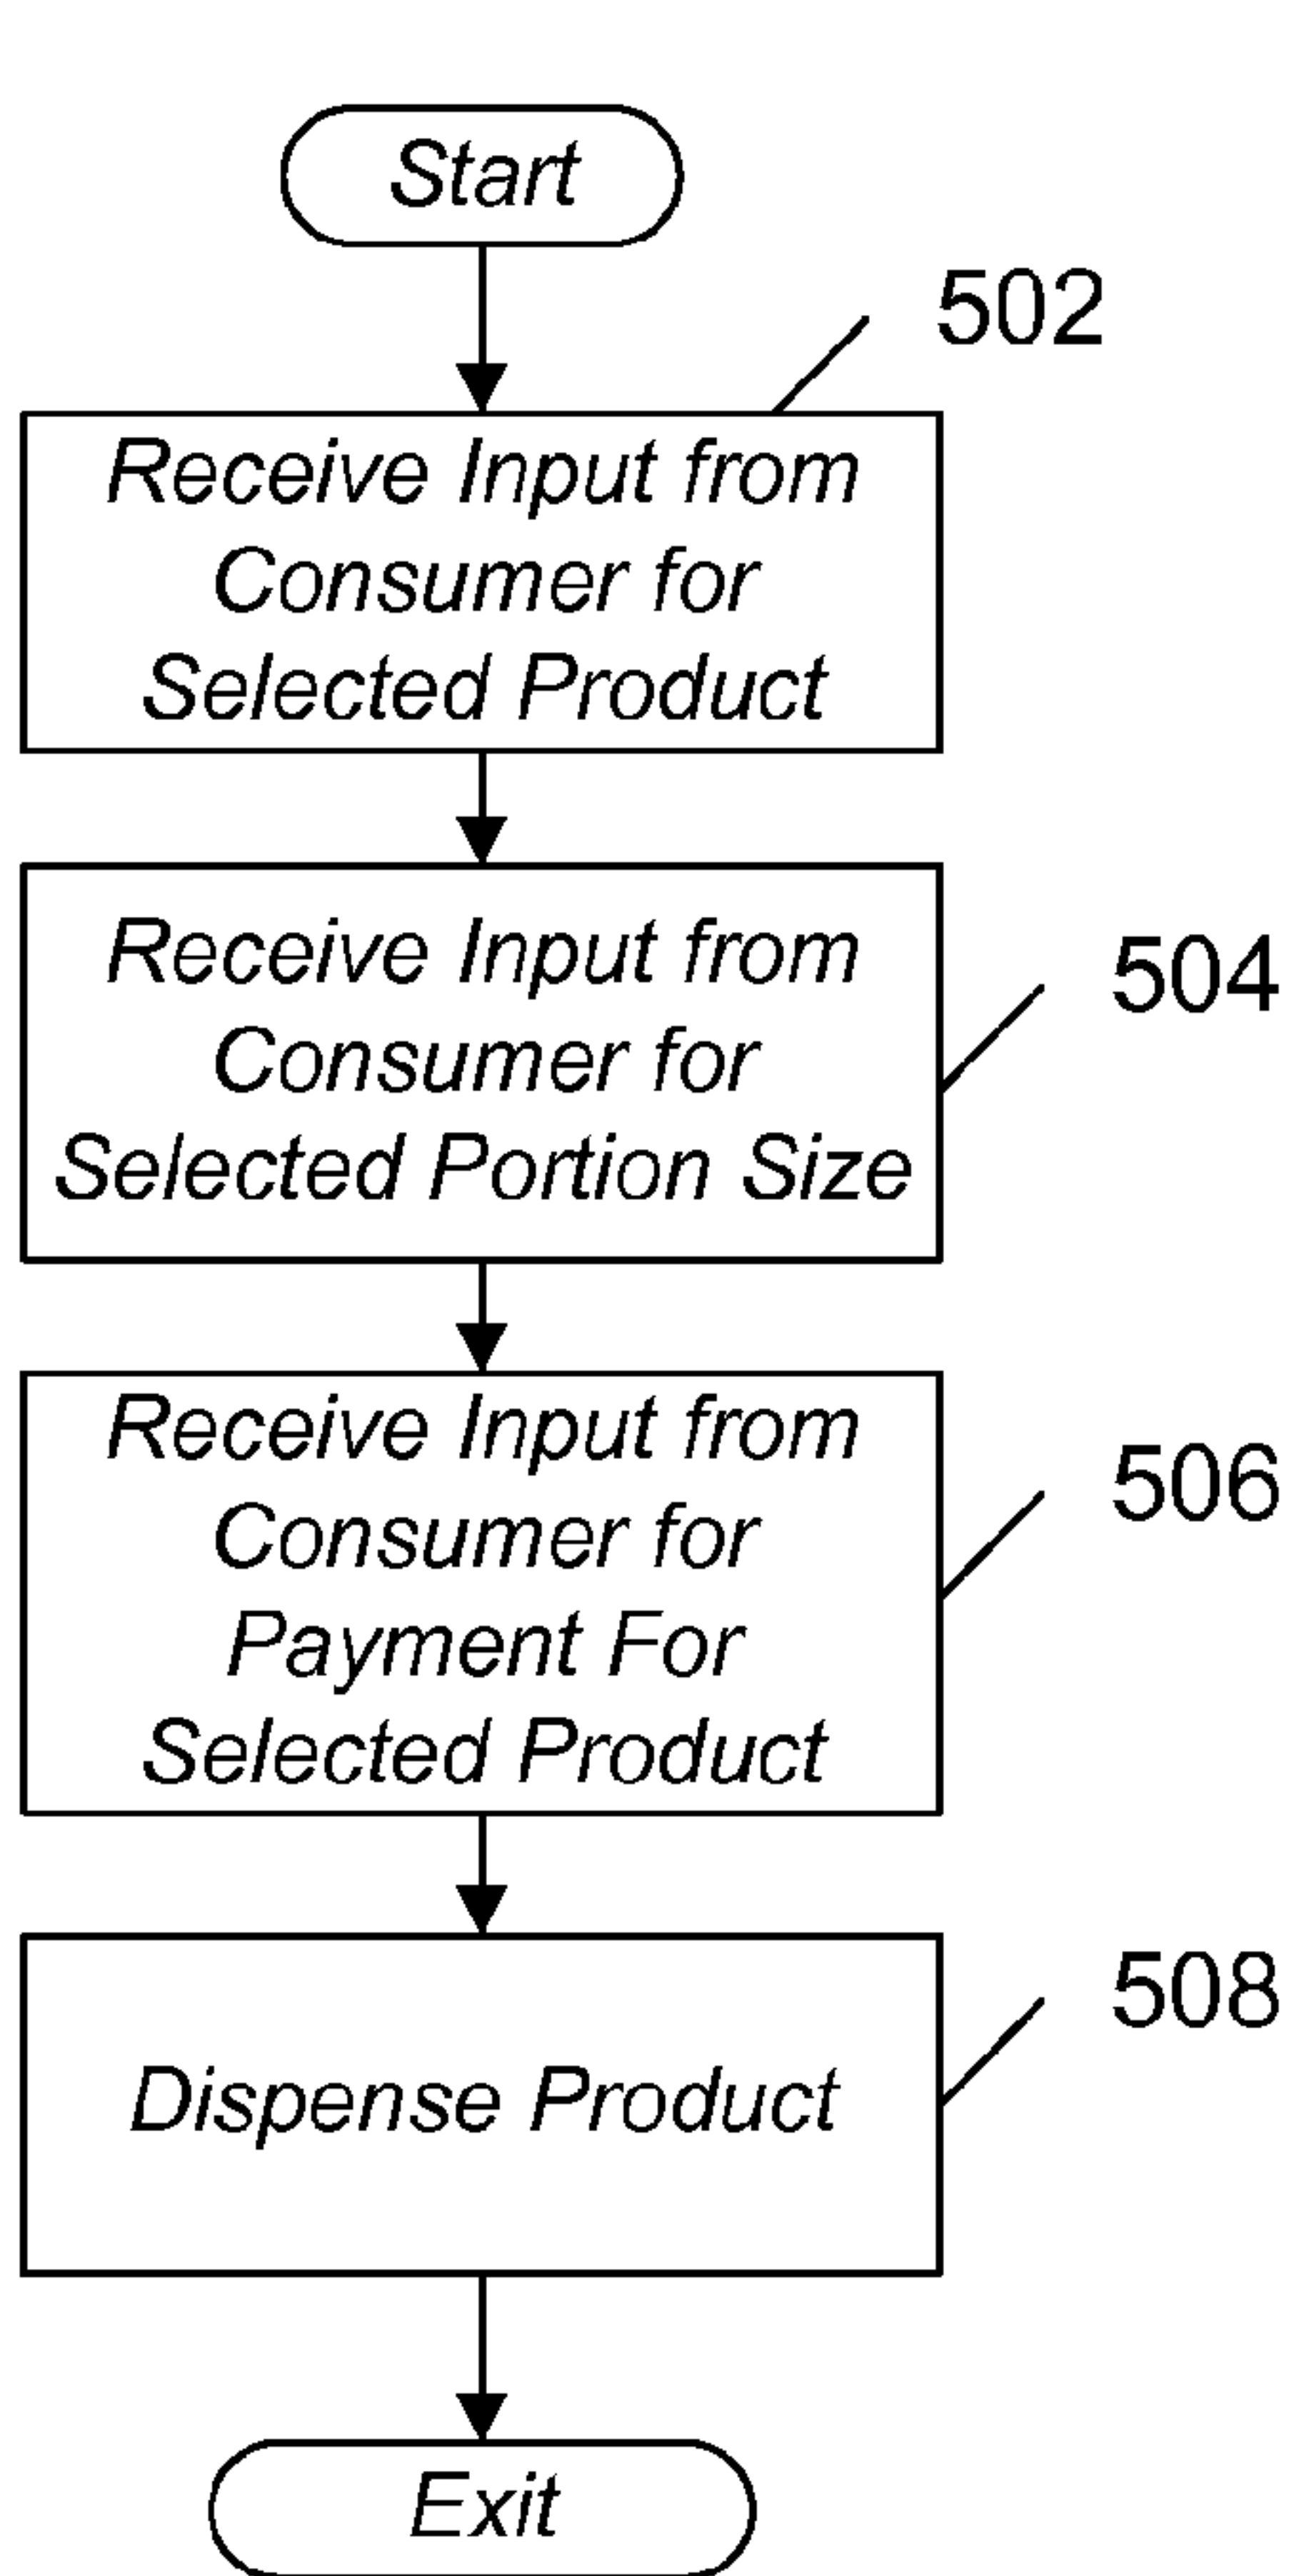 Start
502
Receive Input from
Consumer for
Selected Product
Receive Input from
Consumer for
Selected Portion Size
504
Receive Input from
Consumer for
Payment For
Selected Product
506
Dispense Product
508
Exit